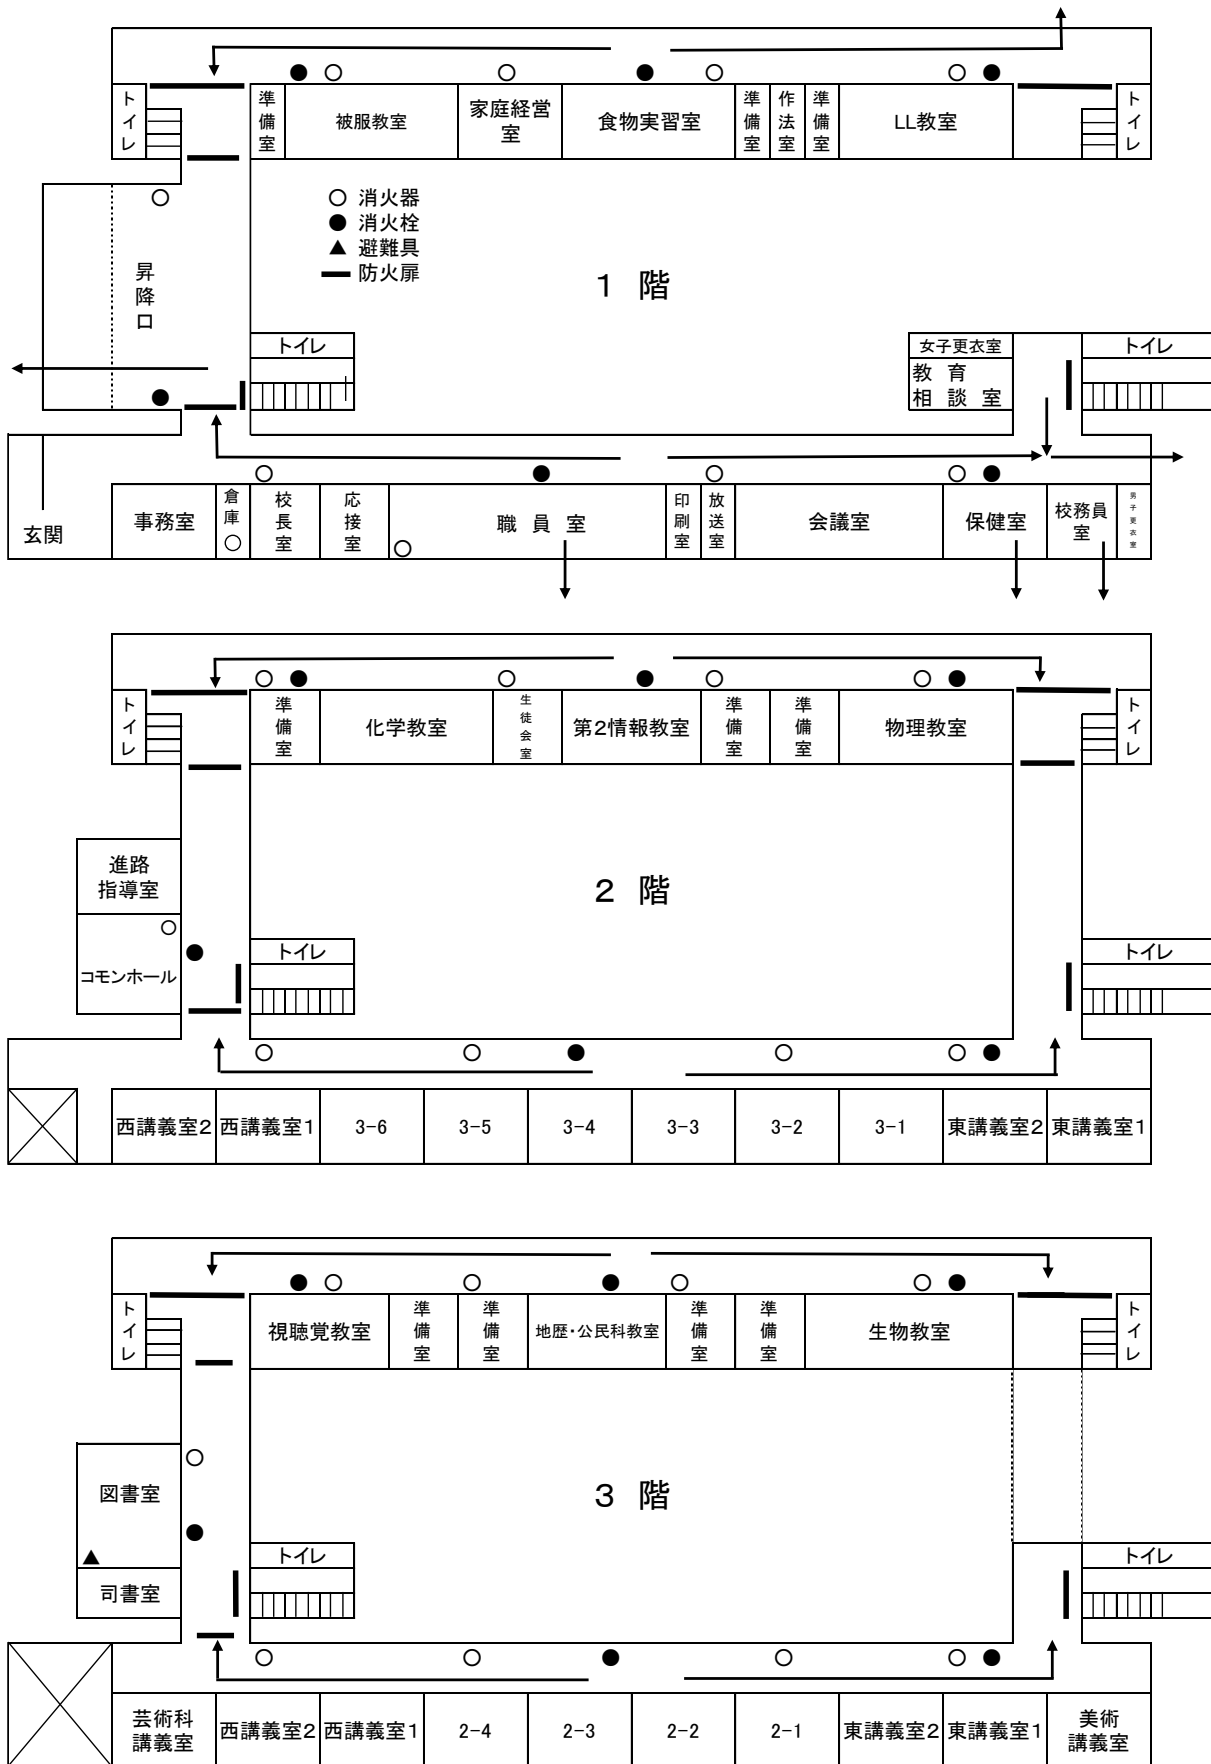 トイレ
準備室
被服教室
家庭経営
室
食物実習室
準備室
作法室
準備室
LL教室
トイレ
消火器
消火栓
避難具
防火扉
昇降口
1 階
トイレ
女子更衣室
教 育
相 談 室
トイレ
玄関
事務室
倉庫
校長室
応接室
職 員 室
印刷室
放送室
会議室
保健室
校務員
室
男子更衣室
トイレ
準備室
化学教室
生徒会室
第2情報教室
準備室
準備室
物理教室
トイレ
進路
指導室
コモンホール
2 階
トイレ
トイレ
西講義室2
西講義室1
3-6
3-5
3-4
3-3
3-2
3-1
東講義室2
東講義室1
トイレ
視聴覚教室
準備室
準備室
地歴・公民科教室
準備室
準備室
生物教室
トイレ
図書室
司書室
3 階
トイレ
トイレ
芸術科
講義室
西講義室2
西講義室1
2-4
2-3
2-2
2-1
東講義室2
東講義室1
美術
講義室